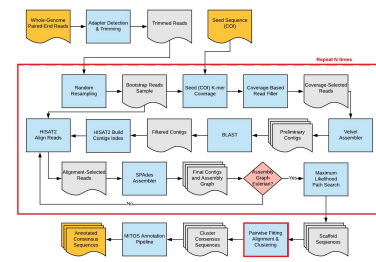 Whole-Genome
Paired-End Reads
Adapter Detection
& Trimming
Trimmed Reads
Seed Sequence
(COI)
Repeat N times
Random
Resampling
Bootstrap Reads
Sample
Seed (COI) K-mer
Coverage
Coverage-Based
Read Filter
Coverage-Selected
Reads
HISAT2
Align Reads
HISAT2 Build
Contigs Index
Filtered Contigs
BLAST
Preliminary
Contigs
Velvet
Assembler
Alignment-Selected
Reads
SPAdes
Assembler
Final Contigs
and Assembly
Graph
Assembly
Graph
Eulerian?
Yes
No
Maximum
Likelihood
Path Search
Annotated
Consensus
Sequences
MITOS Annotation
Pipeline
Cluster
Consensus
Sequences
Pairwise Fitting
Alignment &
Clustering
Scaffold
Sequences